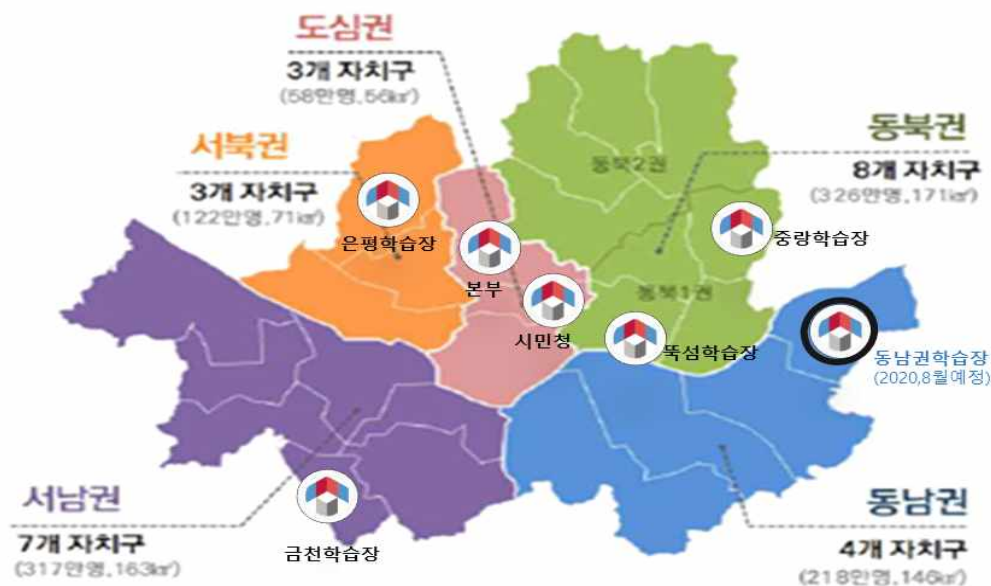 도심권
3개 자치구
(58만명,56㎢)
서북권
3개 자치구
(122만명,71㎢)
동북권
8개 자치구
(326만명,171㎢)
동북2권
은평학습장
중랑학습장
본부
동북1권
시민청
뚝섬학습장
동남권학습장
(2020,8월예정)
서남권
7개 자치구
(317만명,163㎢)
금천학습장
동남권
4개 자치구
(218만명,146㎢)